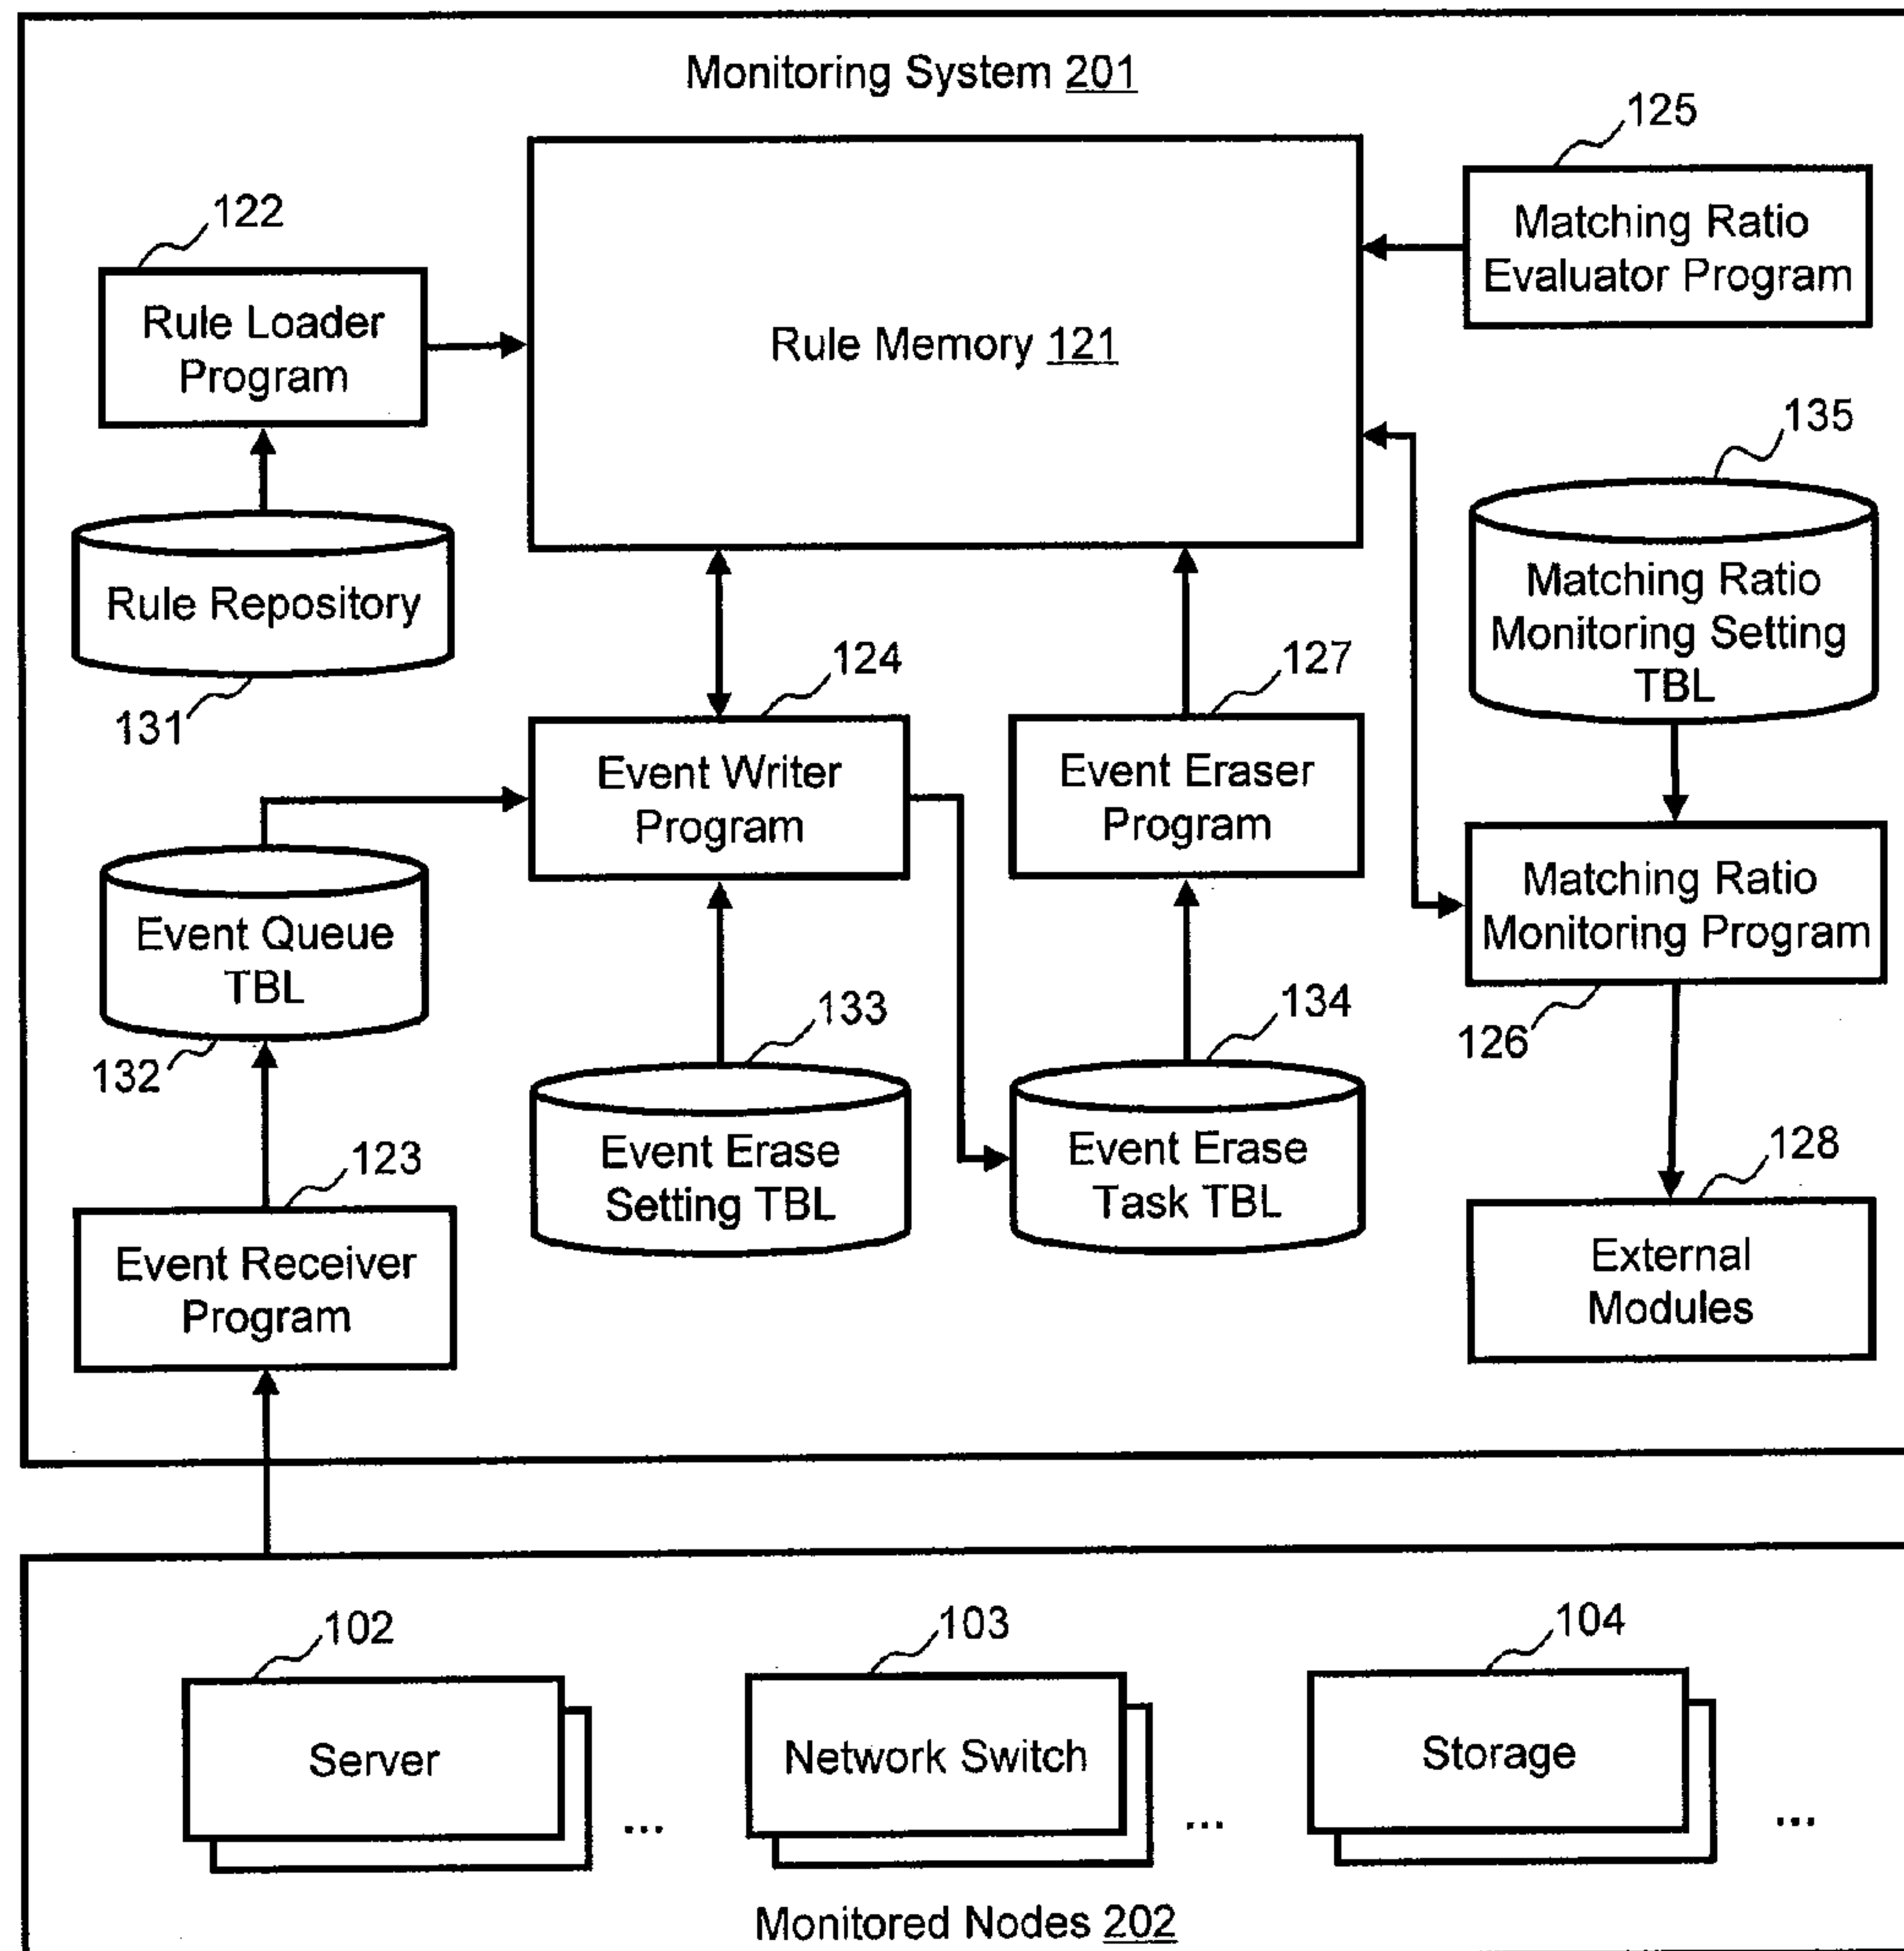 Monitoring System 201
125
Matching Ratio
Evaluator Program
122
Rule Loader
Program
Rule Memory 121
135
Matching Ratio
Monitoring Setting
TBL
Rule Repository
131
124
Event Writer
Program
127
Event Eraser
Program
Matching Ratio
Monitoring Program
126
Event Queue
TBL
132
133
Event Erase
Setting TBL
134
Event Erase
Task TBL
123
Event Receiver
Program
128
External
Modules
102
Server
...
103
Network Switch
...
104
Storage
...
Monitored Nodes 202